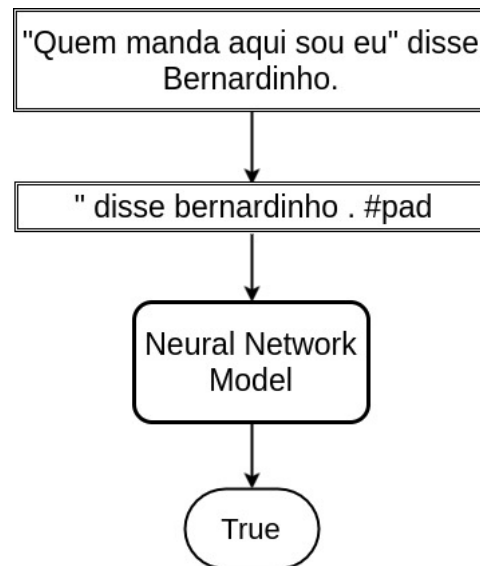 "Quem manda aqui sou eu" disse
Bernardinho.
" disse bernardinho . #pad
Neural Network
Model
True